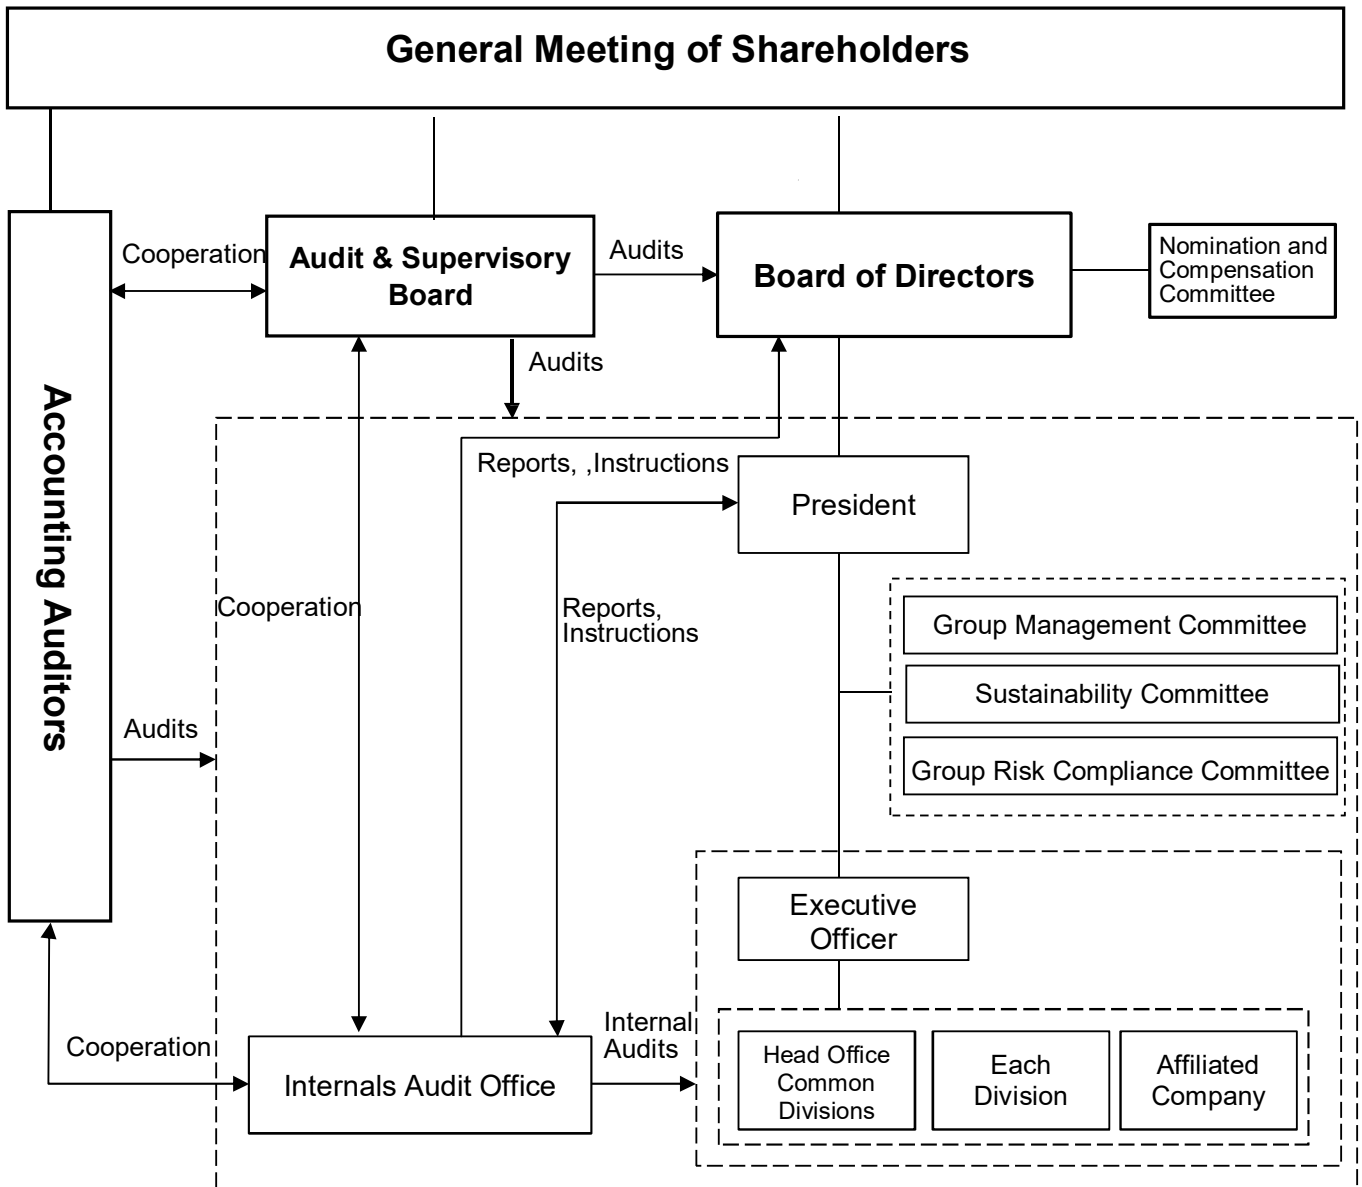 General Meeting of Shareholders
Cooperation
Audit & Supervisory
Board
Audits
Board of Directors
Nomination and
Compensation
Committee
Audits
Accounting Auditors
Reports, ,Instructions
President
Cooperation
Reports,
Instructions
Group Management Committee
Sustainability Committee
Group Risk Compliance Committee
Audits
Executive
Officer
Cooperation
Internals Audit Office
Internal
Audits
Head Office
Common
Divisions
Each
Division
Affiliated
Company